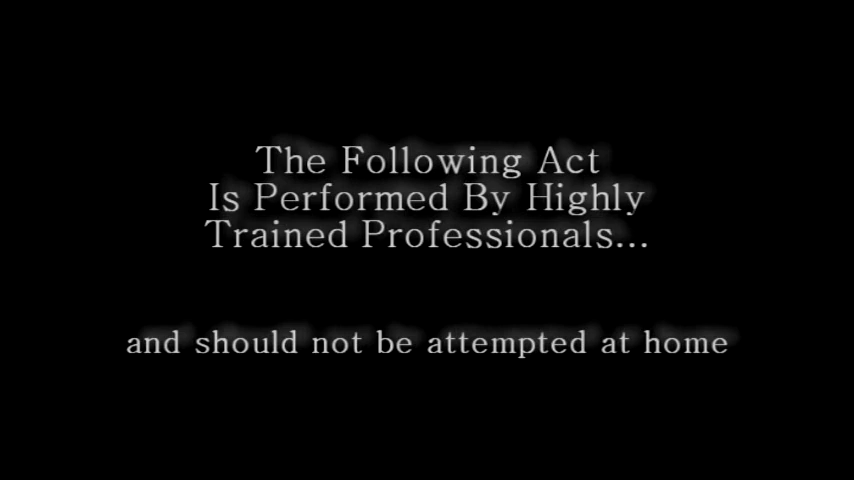 The Following Act
Is Performed By Highly
Trained Professionals...
and should not be attempted at home